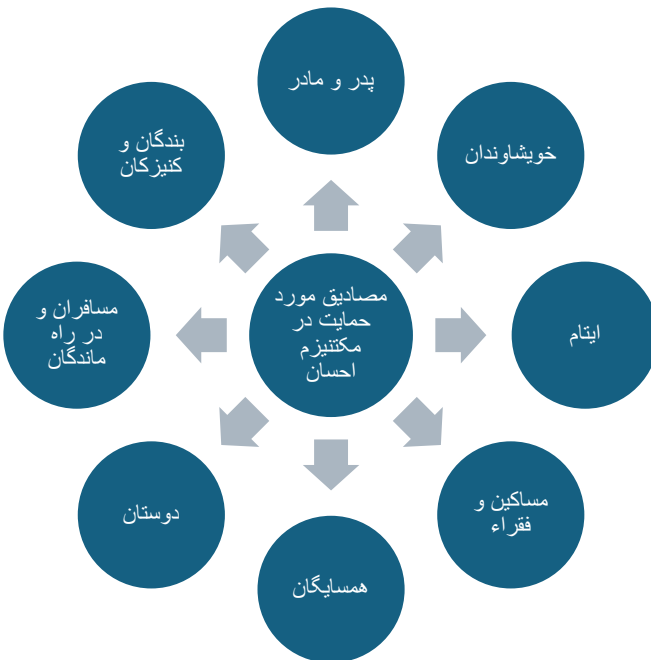 پدر و مادر
خویشاوندان
ایتام
مساکین و
فقراء
همسایگان
دوستان
مسافران و
در راه
ماندگان
بندگان و
کنیزکان
مصادیق مورد
حمایت در
مکتنیزم
احسان